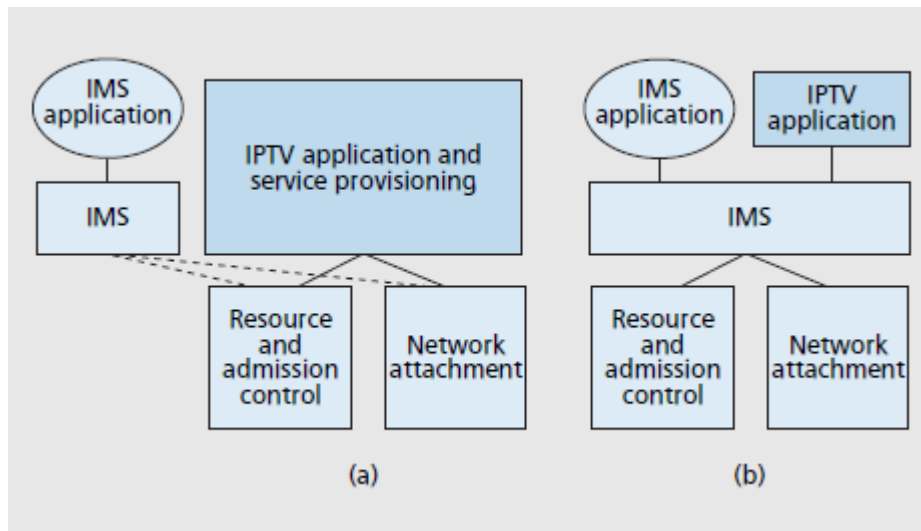 IMS
application
IMS
IPTV application and
service provisioning
Resource
and
admission
control
Network
attachment
(a)
IMS
application
IPTV
application
IMS
Resource
and
admission
control
Network
attachment
(b)